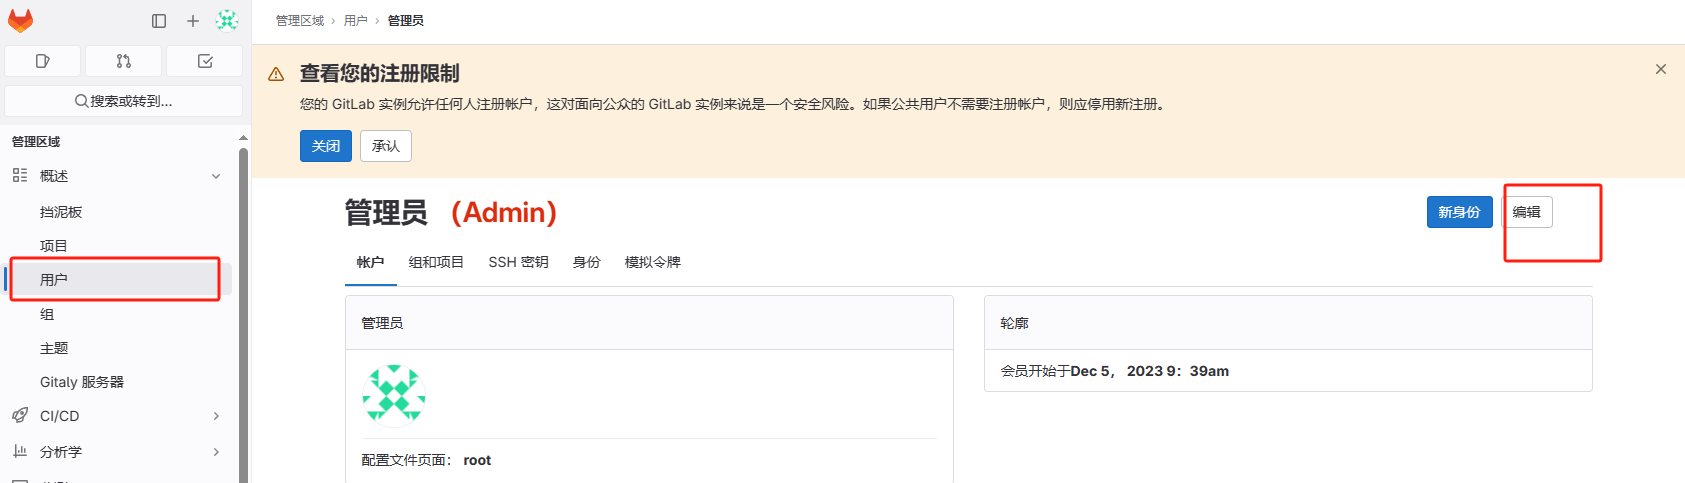 管理区域 › 用户 › 管理员
搜索或转到...
管理区域
概述
挡泥板
项目
用户
组
主题
Gitaly 服务器
CI/CD
分析学
查看您的注册限制
您的 GitLab 实例允许任何人注册帐户，这对面向公众的 GitLab 实例来说是一个安全风险。如果公共用户不需要注册帐户，则应停用新注册。
关闭 承认
管理员 （Admin）
新身份 编辑
帐户 组和项目 SSH 密钥 身份 模拟令牌
管理员
配置文件页面： root
轮廓
会员开始于Dec 5， 2023 9：39am